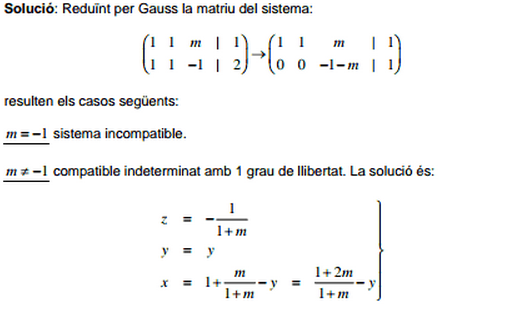 Solució: Reduïnt per Gauss la matriu del sistema:
(1 1 m | 1) → (1 1 m | 1)
(1 1 −1 | 2) (0 0 −1−m | 1)
resulten els casos següents:
m = −1 sistema incompatible.
m ≠ −1 compatible indeterminat amb 1 grau de llibertat. La solució és:
z = − 1/(1+m)
y = y
x = 1+ m/(1+m) − y = (1+2m)/(1+m) − y }